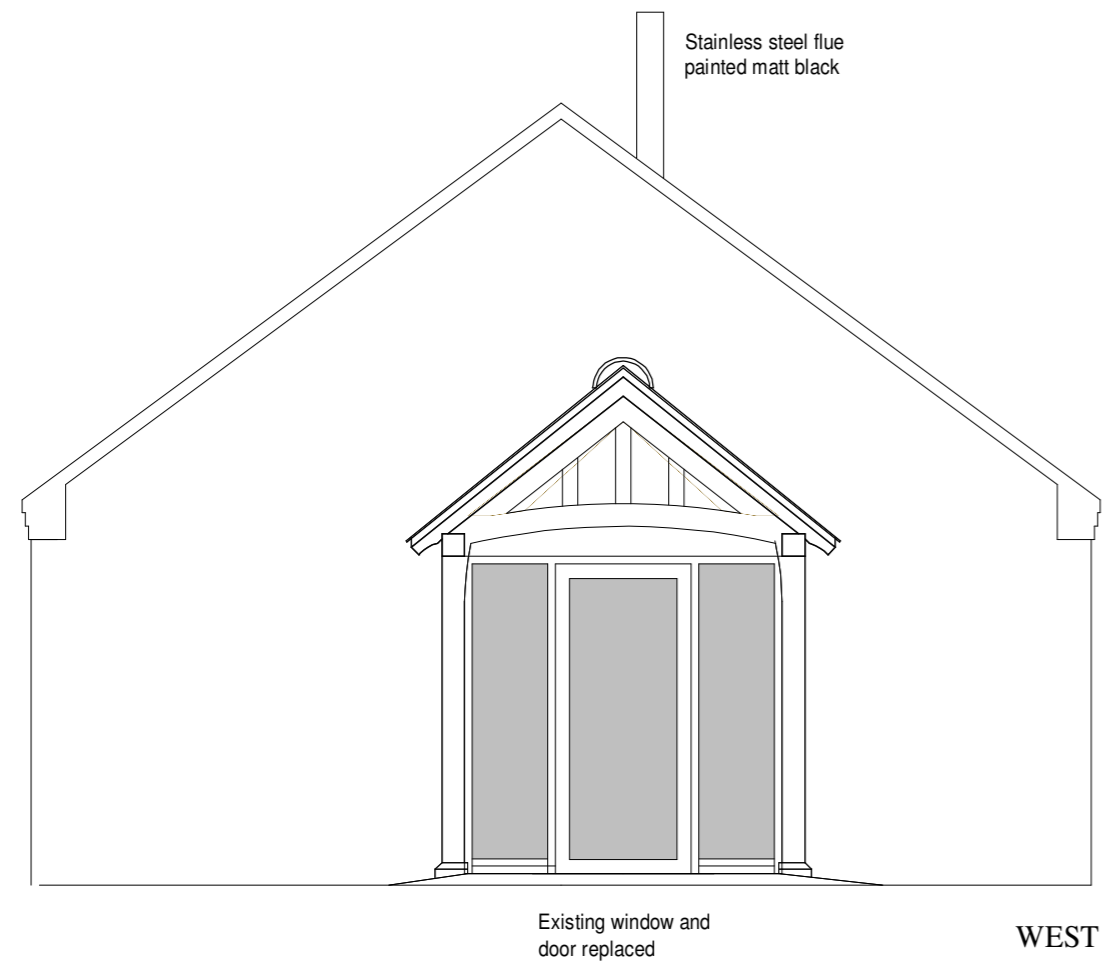 Stainless steel flue
painted matt black
Existing window and
door replaced
WEST